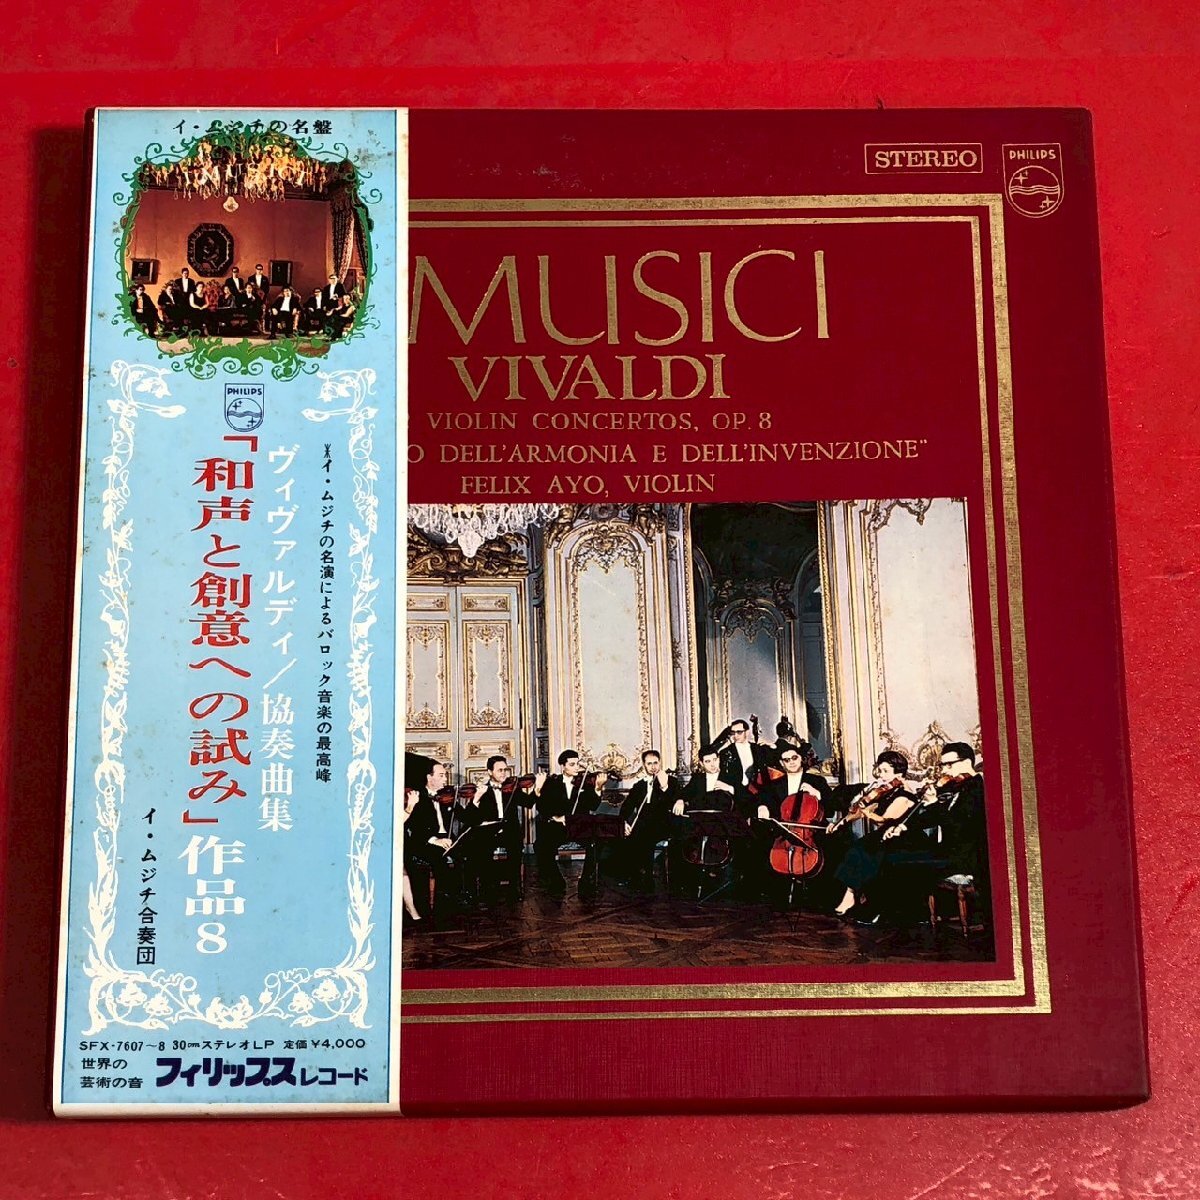 イ・ムジチの名盤
I MUSICI
PHILIPS
※イ・ムジチの名演によるバロック音楽の最高峰
ヴィヴァルディ/協奏曲集
「和声と創意への試み」作品8
イ・ムジチ合奏団
SFX-7607~8 30cmステレオLP 定価¥4,000
世界の
芸術の音
フィリップスレコード
STEREO
PHILIPS
MUSICI
VIVALDI
VIOLIN CONCERTOS, OP. 8
O DELL'ARMONIA E DELL'INVENZIONE"
FELIX AYO, VIOLIN